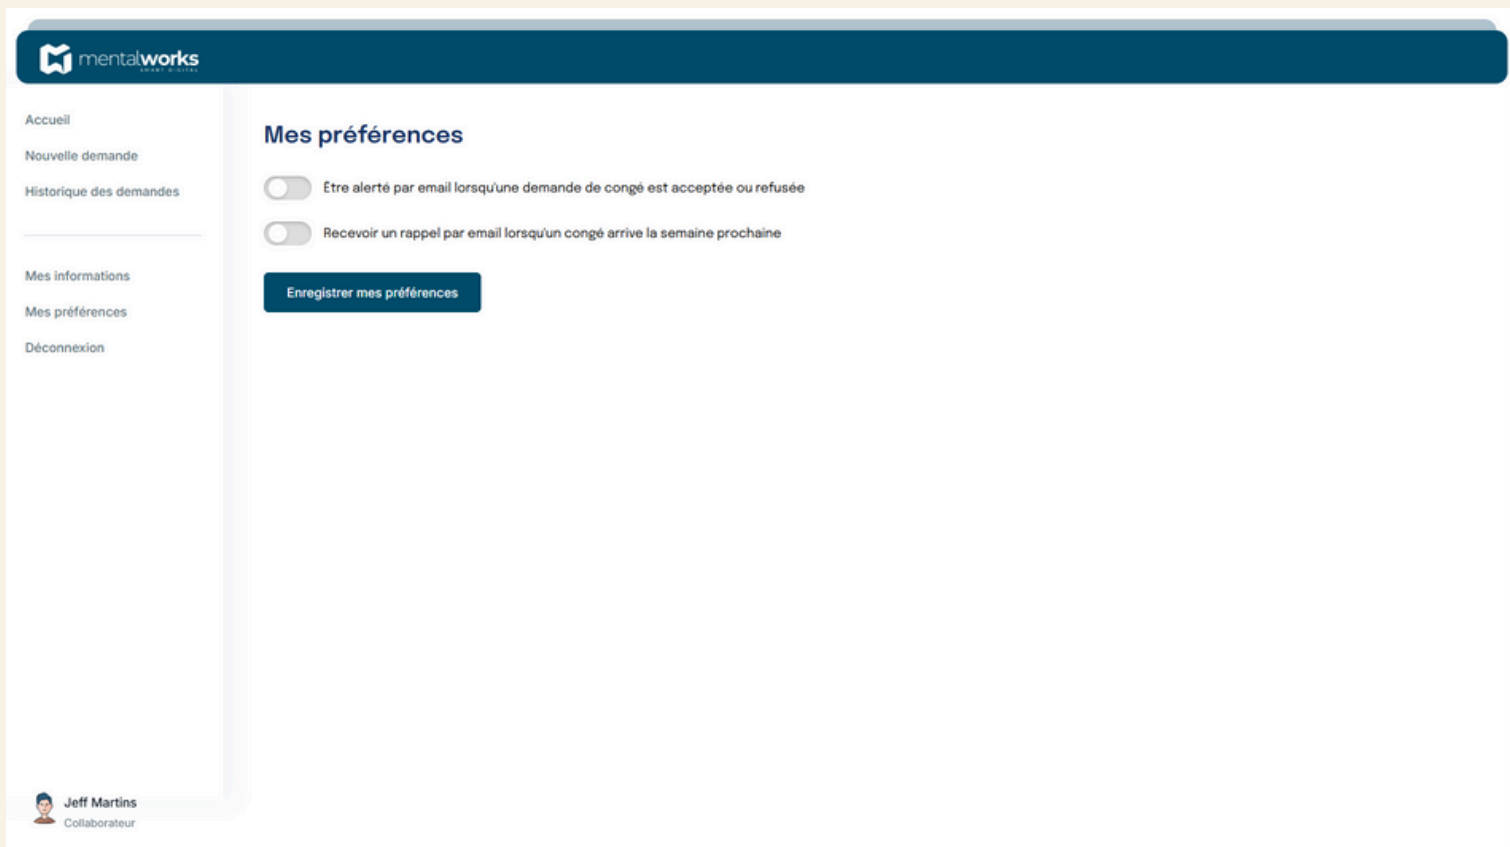 mentalworks
SMART DIGITAL
Accueil
Nouvelle demande
Historique des demandes
Mes informations
Mes préférences
Déconnexion
Mes préférences
Être alerté par email lorsqu'une demande de congé est acceptée ou refusée
Recevoir un rappel par email lorsqu'un congé arrive la semaine prochaine
Enregistrer mes préférences
Jeff Martins
Collaborateur